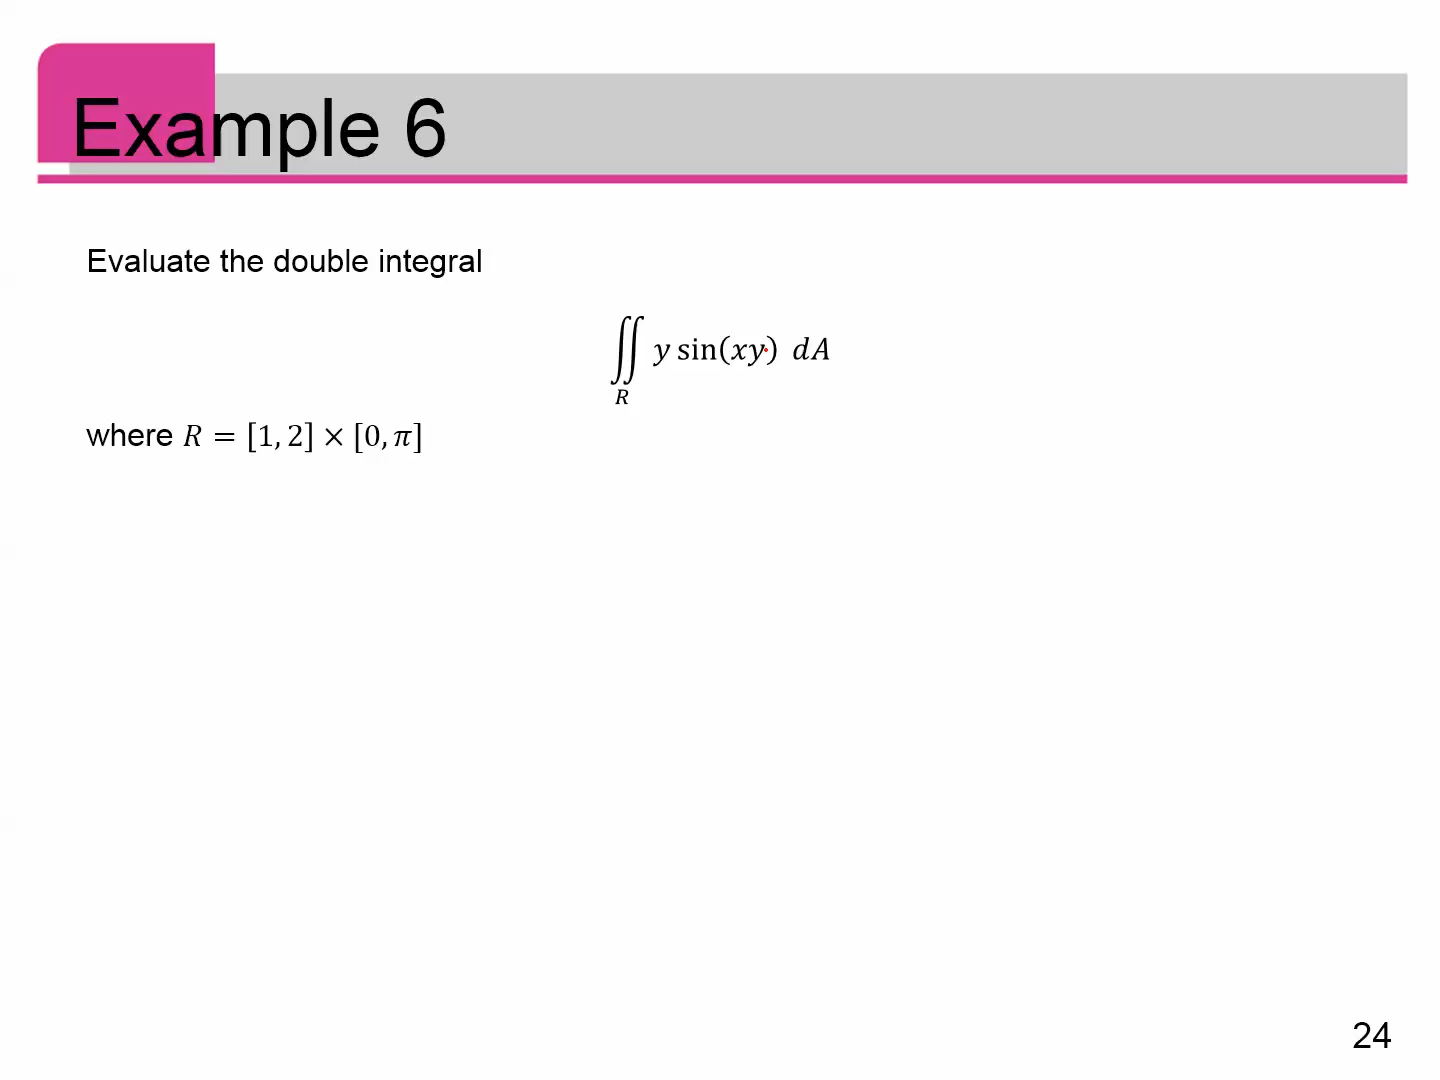 Example 6
Evaluate the double integral
∬_R y sin(xy) dA
where R = [1, 2] × [0, π]
24